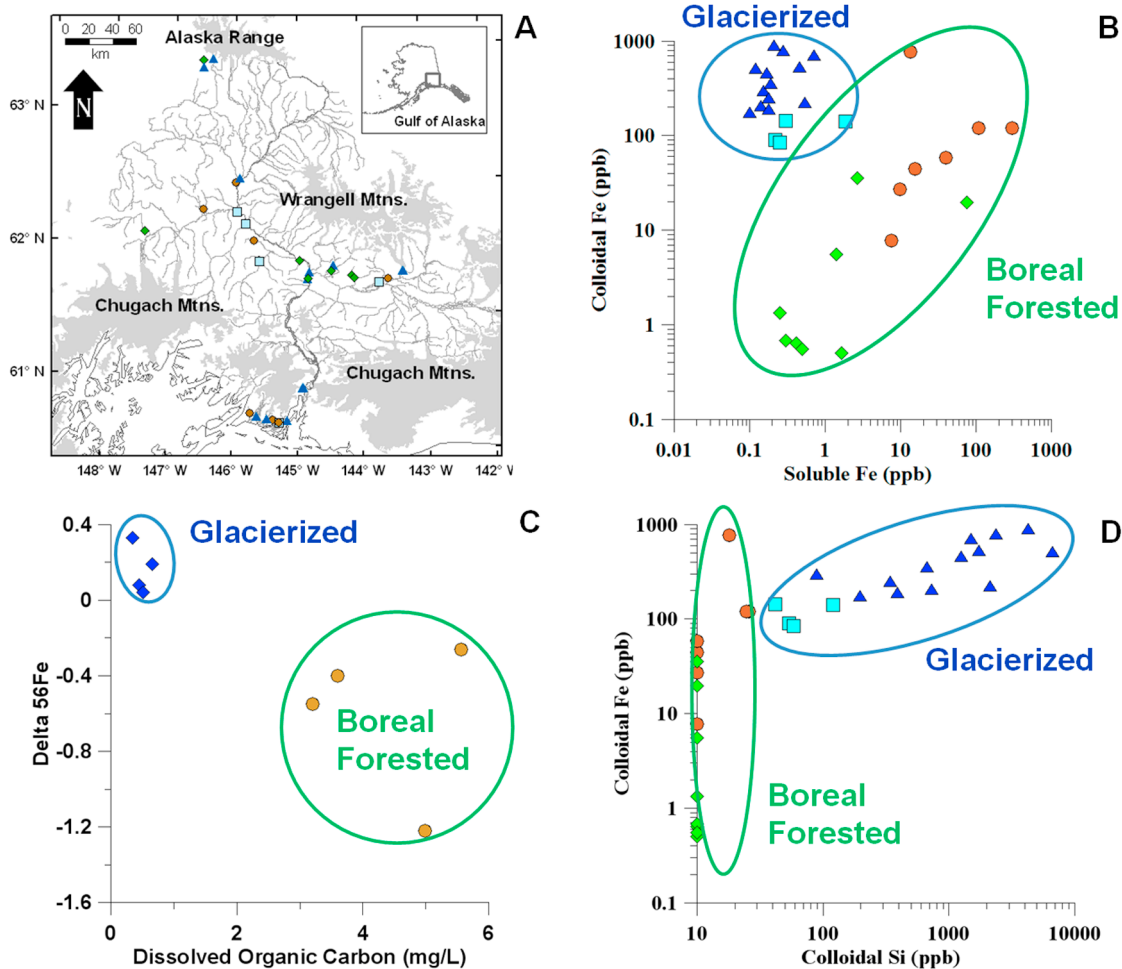 A
0 20 40 60
km
Alaska Range
N
Gulf of Alaska
63° N
Wrangell Mtns.
62° N
Chugach Mtns.
61° N
Chugach Mtns.
148° W 147° W 146° W 145° W 144° W 143° W 142° W
Glacierized
B
1000
100
10
1
0.1
Colloidal Fe (ppb)
Boreal
Forested
0.01 0.1 1 10 100 1000
Soluble Fe (ppb)
C
0.4
0
-0.4
-0.8
-1.2
-1.6
Delta 56Fe
Glacierized
Boreal
Forested
0 2 4 6
Dissolved Organic Carbon (mg/L)
D
1000
100
10
1
0.1
Colloidal Fe (ppb)
Glacierized
Boreal
Forested
10 100 1000 10000
Colloidal Si (ppb)